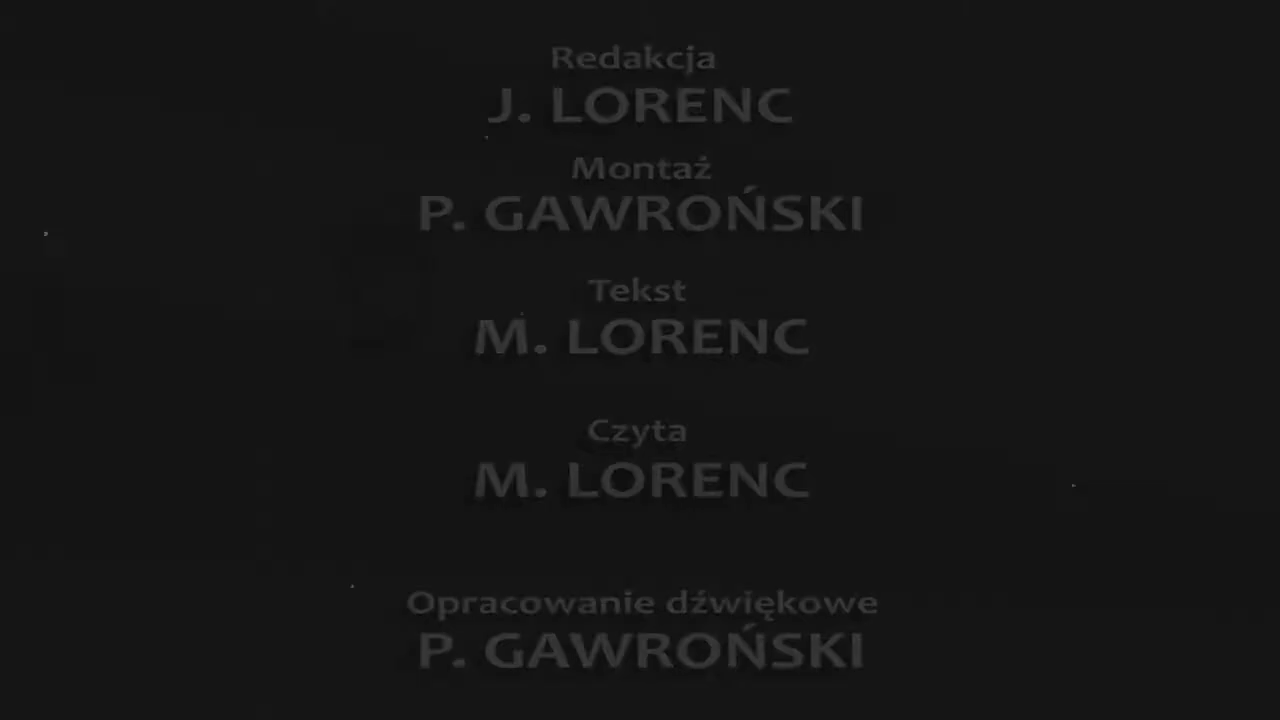 Redakcja
J. LORENC
Montaż
P. GAWROŃSKI
Tekst
M. LORENC
Czyta
M. LORENC
Opracowanie dźwiękowe
P. GAWROŃSKI